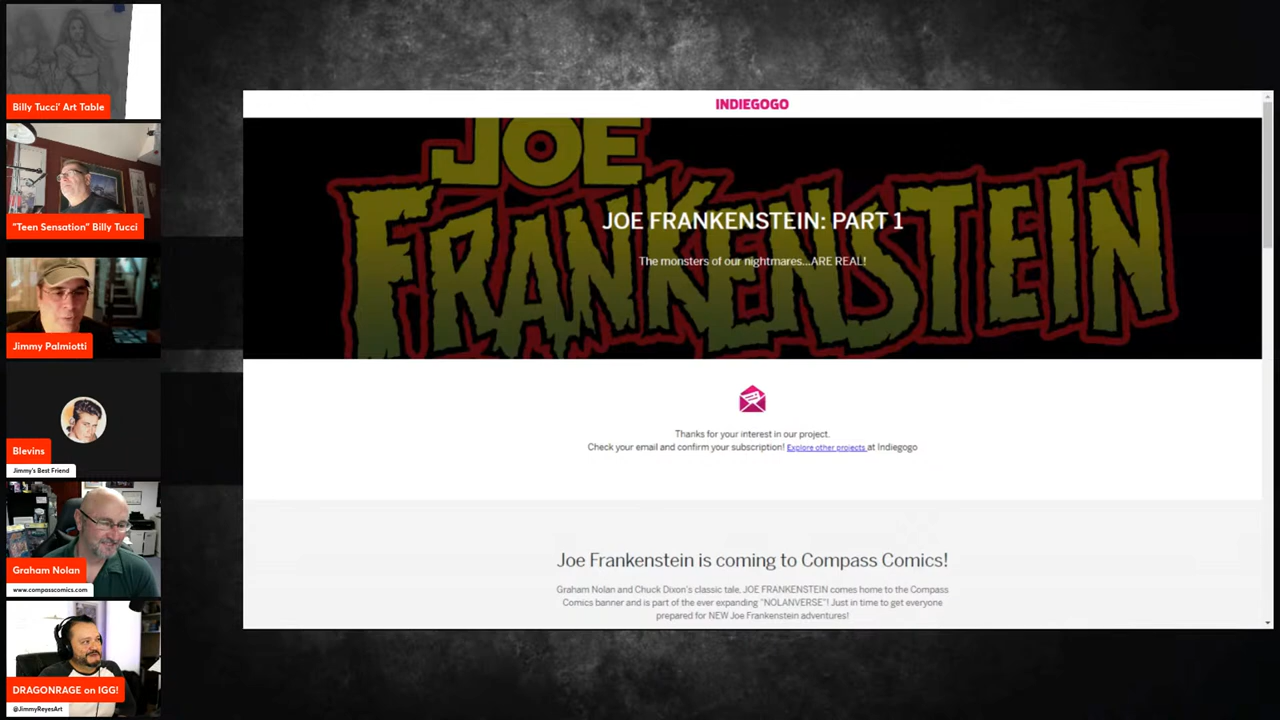 Billy Tucci' Art Table
"Teen Sensation" Billy Tucci
Jimmy Palmiotti
Blevins
Jimmy's Best Friend
Graham Nolan
www.compasscomics.com
DRAGONRAGE on IGG!
@JimmyReyesArt
INDIEGOGO
JOE
FRANKENSTEIN
JOE FRANKENSTEIN: PART 1
The monsters of our nightmares...ARE REAL!
Thanks for your interest in our project.
Check your email and confirm your subscription! Explore other projects at Indiegogo
Joe Frankenstein is coming to Compass Comics!
Graham Nolan and Chuck Dixon's classic tale, JOE FRANKENSTEIN comes home to the Compass
Comics banner and is part of the ever expanding "NOLANVERSE"! Just in time to get everyone
prepared for NEW Joe Frankenstein adventures!